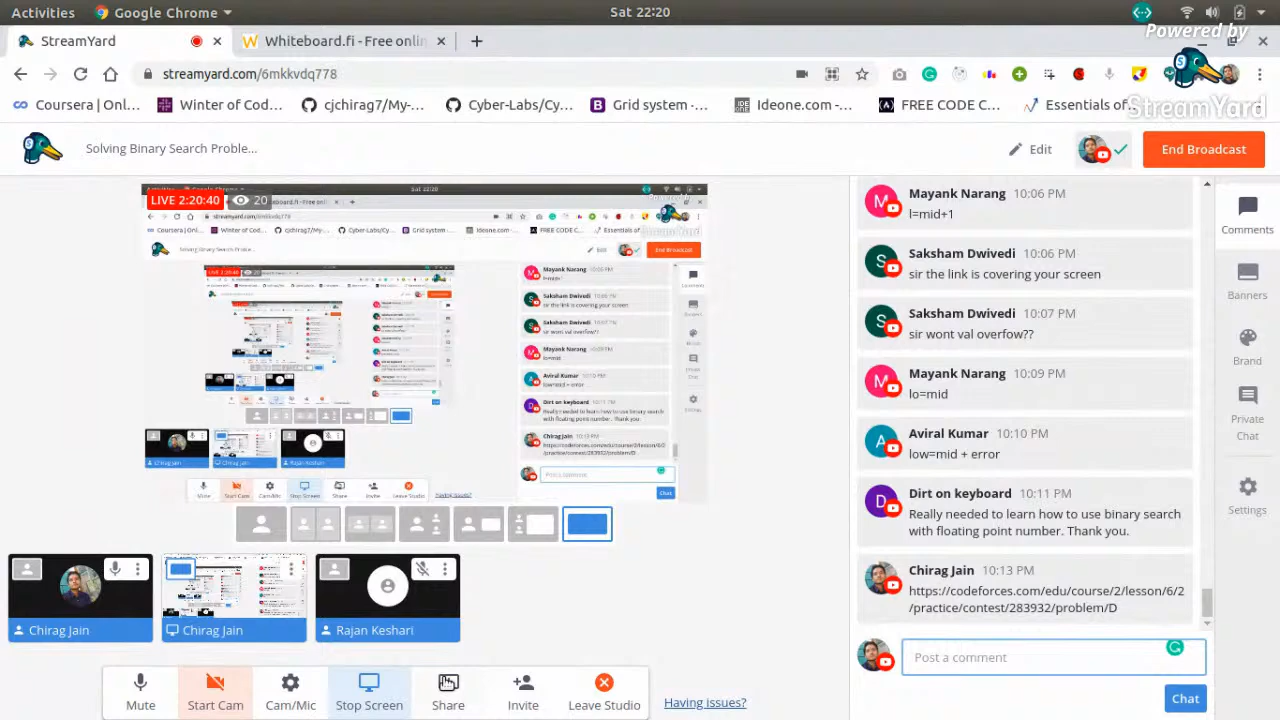 Activities Google Chrome Sat 22:20
StreamYard Whiteboard.fi - Free onlin
Powered by
streamyard.com/6mkkvdq778
StreamYard
Coursera | Onl... Winter of Cod... cjchirag7/My-... Cyber-Labs/Cy... Grid system -... Ideone.com -... FREE CODE C... Essentials of
Solving Binary Search Proble... Edit End Broadcast
LIVE 2:20:40 20
Mayank Narang 10:06 PM
l=mid+1
Saksham Dwivedi 10:06 PM
sir the link is covering your screen
Saksham Dwivedi 10:07 PM
sir wont val overfow??
Mayank Narang 10:09 PM
lo=mid
Aviral Kumar 10:10 PM
low=mid + error
Dirt on keyboard 10:11 PM
Really needed to learn how to use binary search
with floating point number. Thank you.
Chirag Jain 10:13 PM
https://codeforces.com/edu/course/2/lesson/6/2
/practice/contest/283932/problem/D
Post a comment
Chat
Comments
Banners
Brand
Private
Chat
Settings
Chirag Jain Chirag Jain Rajan Keshari
Mute Start Cam Cam/Mic Stop Screen Share Invite Leave Studio Having issues?